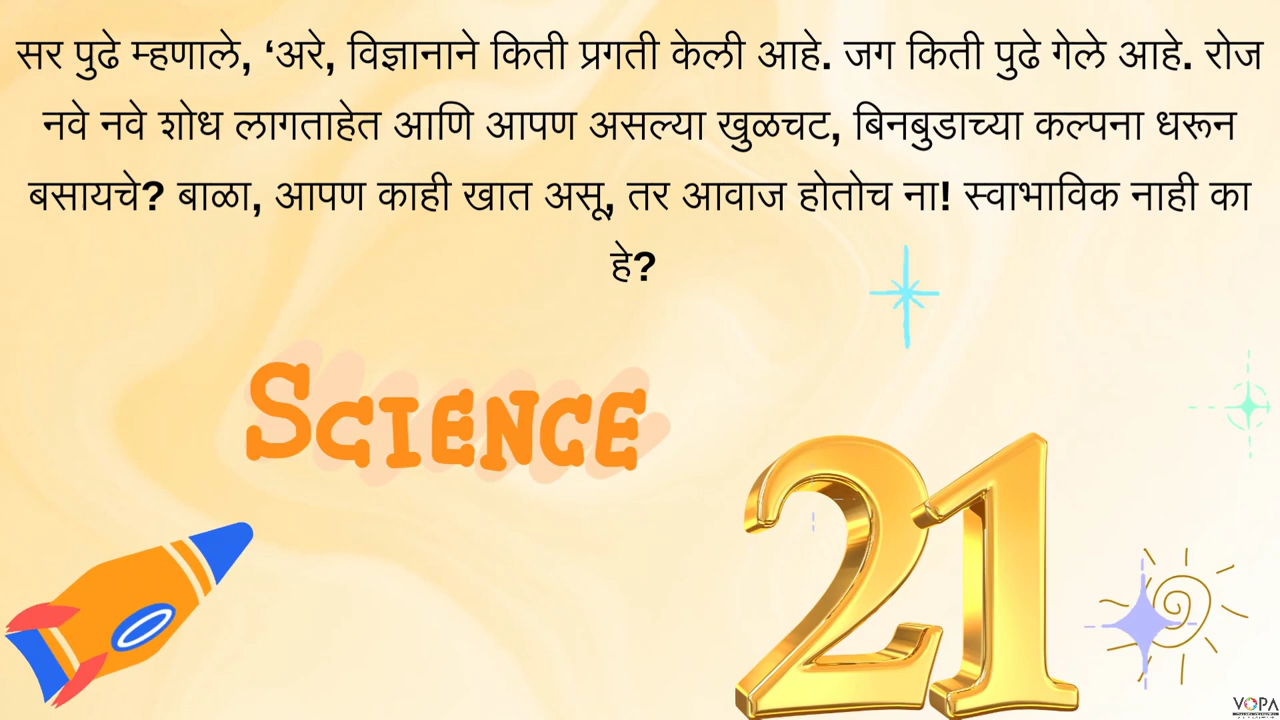 सर पुढे म्हणाले, ‘अरे, विज्ञानाने किती प्रगती केली आहे. जग किती पुढे गेले आहे. रोज
नवे नवे शोध लागताहेत आणि आपण असल्या खुळचट, बिनबुडाच्या कल्पना धरून
बसायचे? बाळा, आपण काही खात असू, तर आवाज होतोच ना! स्वाभाविक नाही का
हे?
SCIENCE
21
VOPA